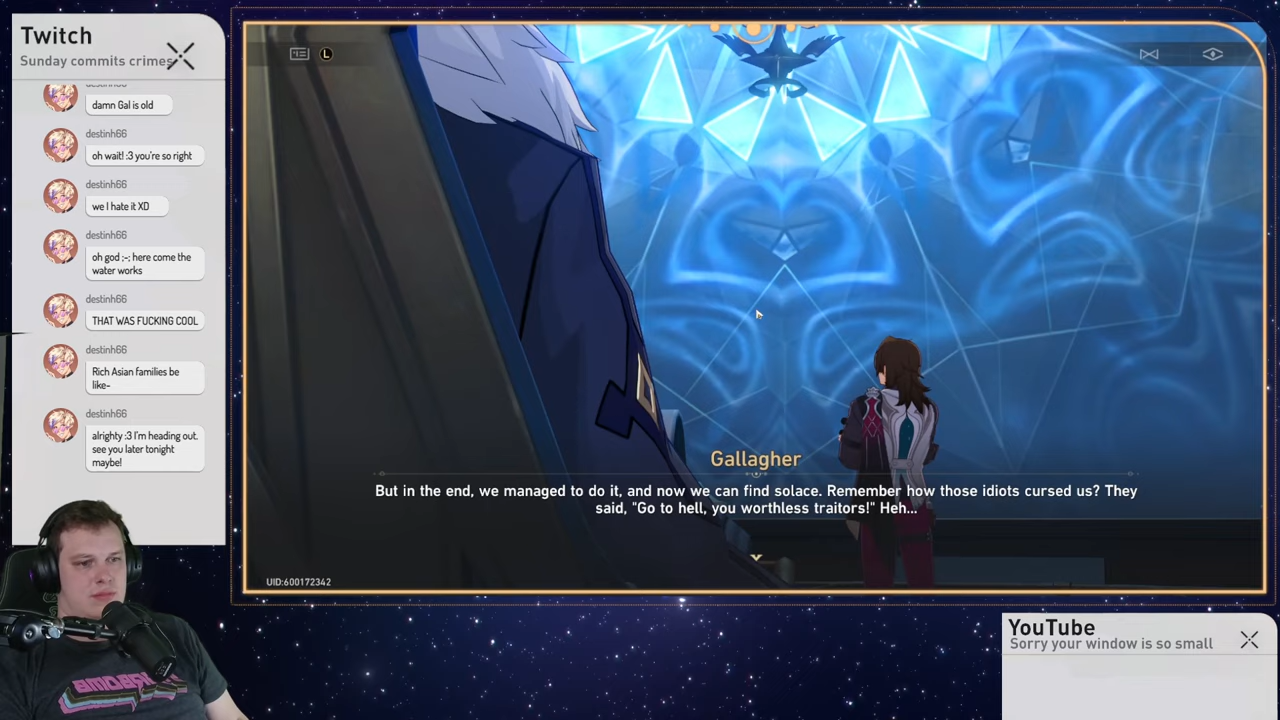 Twitch
Sunday commits crimes
damn Gal is old
destinh66
oh wait! :3 you're so right
destinh66
we I hate it XD
destinh66
oh god ;-; here come the
water works
destinh66
THAT WAS FUCKING COOL
destinh66
Rich Asian families be
like-
destinh66
alrighty :3 I'm heading out.
see you later tonight
maybe!
L
Gallagher
But in the end, we managed to do it, and now we can find solace. Remember how those idiots cursed us? They
said, "Go to hell, you worthless traitors!" Heh...
UID:600172342
YouTube
Sorry your window is so small